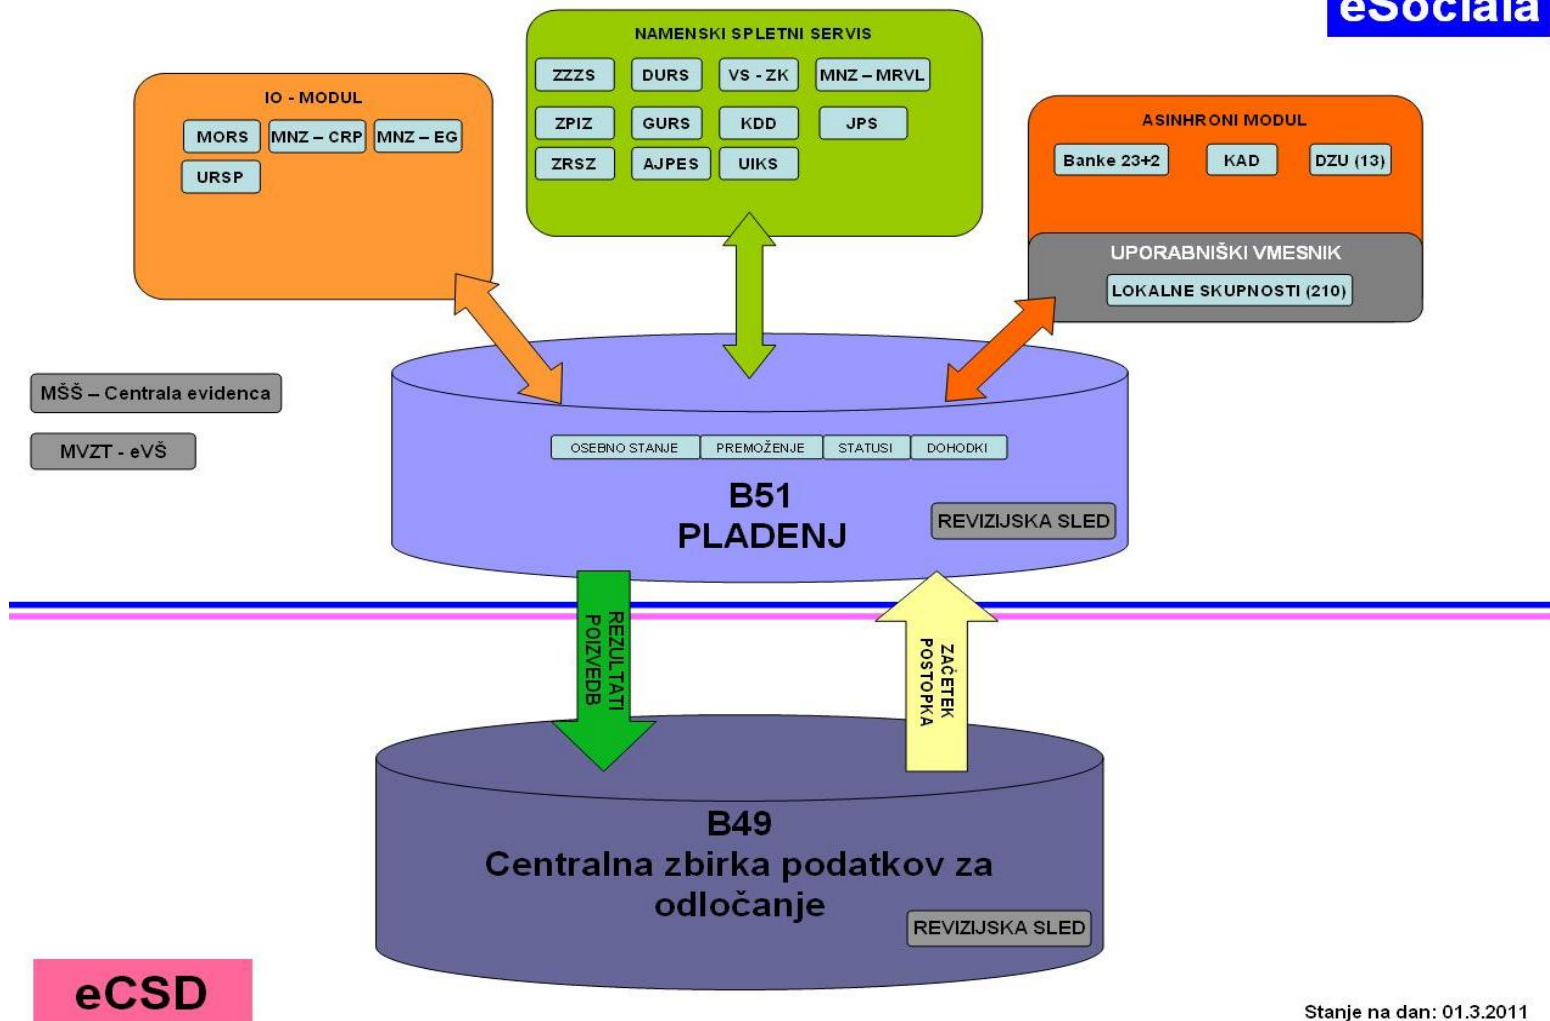 eSociala
NAMENSKI SPLETNI SERVIS
ZZZS DURS VS - ZK MNZ – MRVL
ZPIZ GURS KDD JPS
ZRSZ AJPES UIKS
IO - MODUL
MORS MNZ – CRP MNZ – EG
URSP
ASINHRONI MODUL
Banke 23+2 KAD DZU (13)
UPORABNIŠKI VMESNIK
LOKALNE SKUPNOSTI (210)
MŠŠ – Centrala evidenca
MVZT - eVŠ
OSEBNO STANJE PREMOŽENJE STATUSI DOHODKI
B51
PLADENJ
REVIZIJSKA SLED
REZULTATI
POIZVEDB
ZAČETEK
POSTOPKA
B49
Centralna zbirka podatkov za
odločanje
REVIZIJSKA SLED
eCSD
Stanje na dan: 01.3.2011